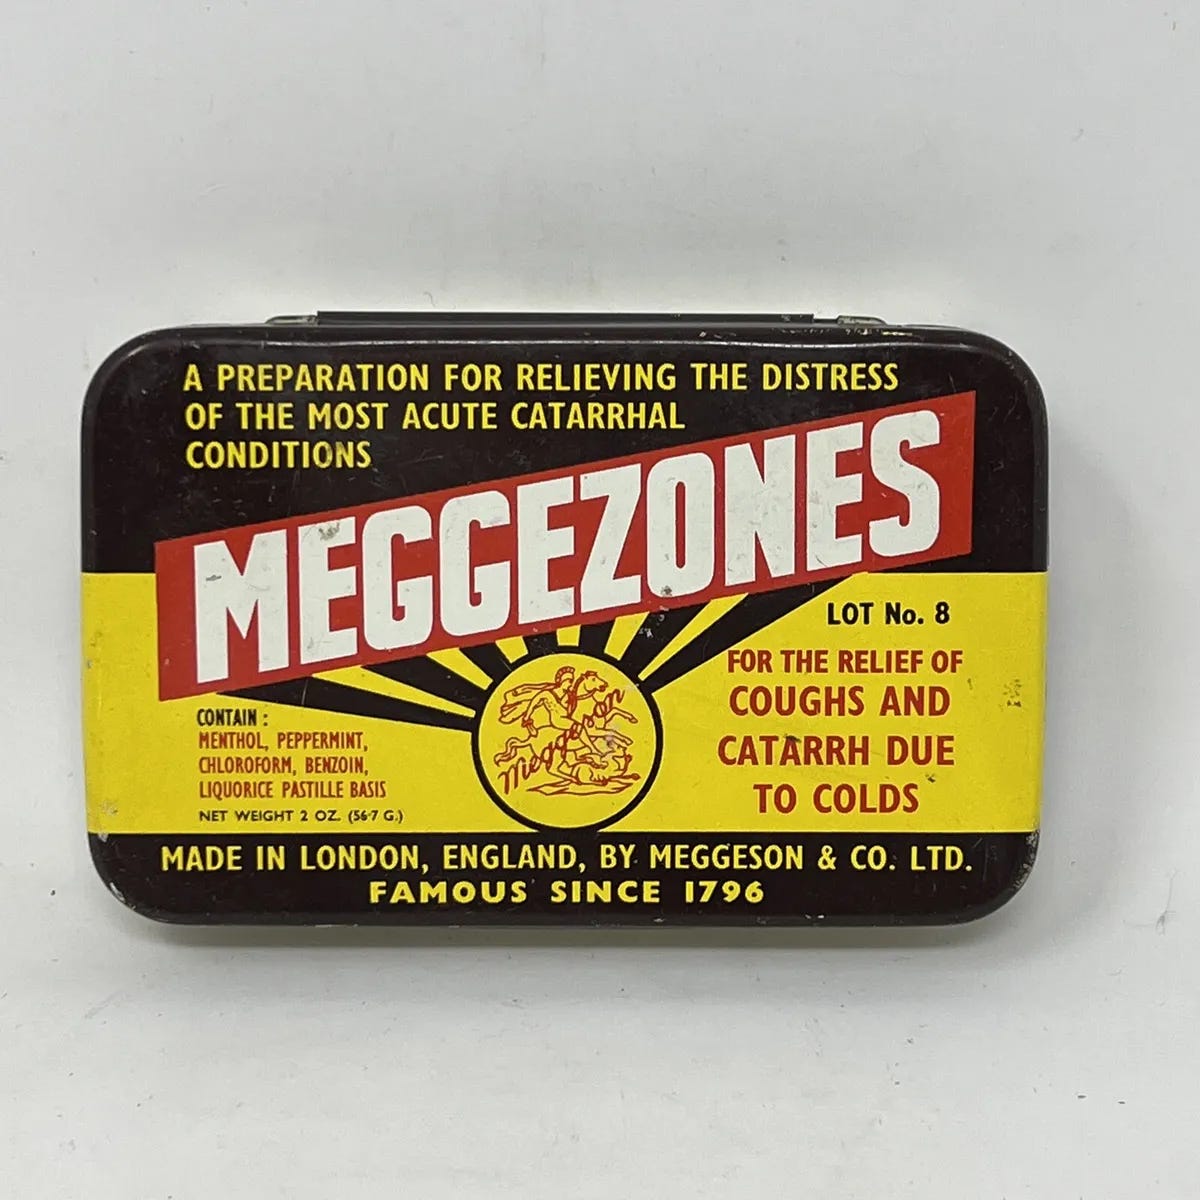 A PREPARATION FOR RELIEVING THE DISTRESS
OF THE MOST ACUTE CATARRHAL
CONDITIONS
MEGGEZONES
LOT No. 8
FOR THE RELIEF OF
COUGHS AND
CATARRH DUE
TO COLDS
CONTAIN :
MENTHOL, PEPPERMINT,
CHLOROFORM, BENZOIN,
LIQUORICE PASTILLE BASIS
NET WEIGHT 2 OZ. (56·7 G.)
Meggeson
MADE IN LONDON, ENGLAND, BY MEGGESON & CO. LTD.
FAMOUS SINCE 1796